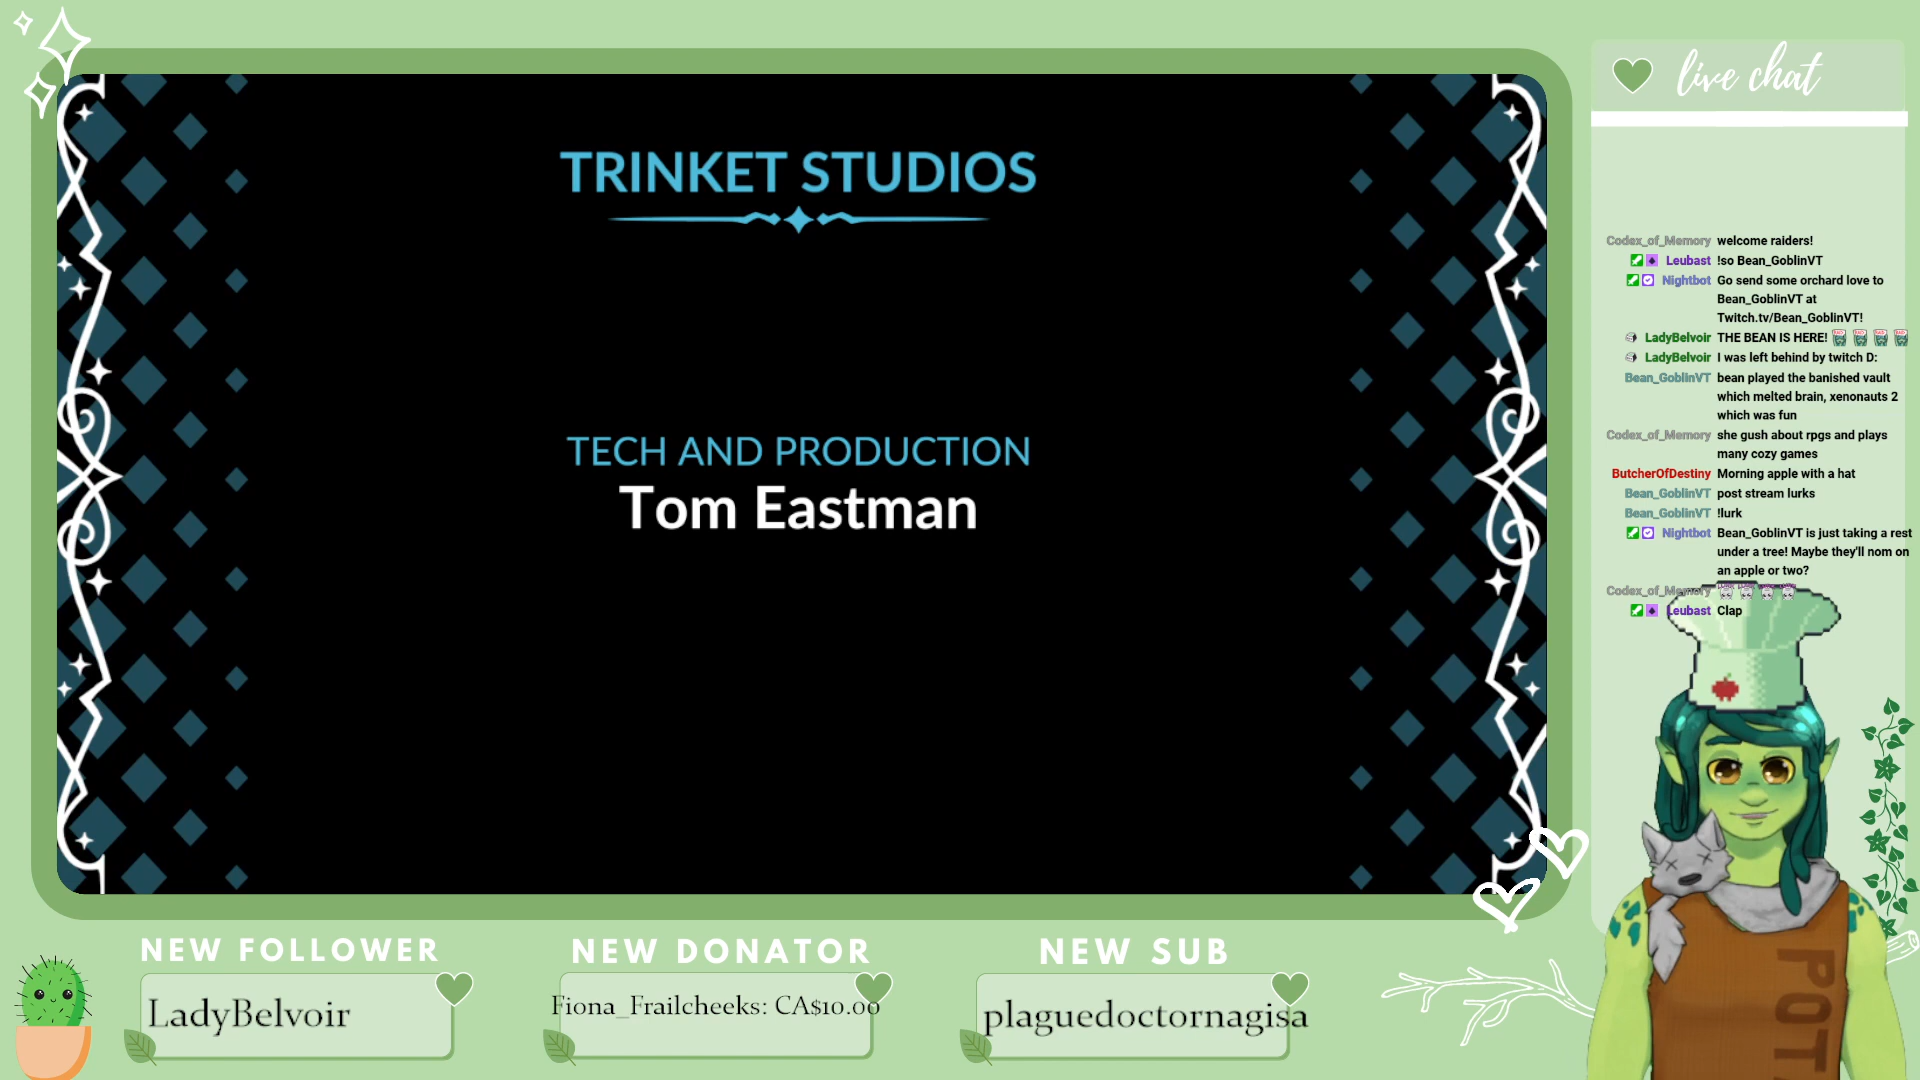 TRINKET STUDIOS
TECH AND PRODUCTION
Tom Eastman
live chat
Codex_of_Memory welcome raiders!
Leubast !so Bean_GoblinVT
Nightbot Go send some orchard love to
Bean_GoblinVT at
Twitch.tv/Bean_GoblinVT!
LadyBelvoir THE BEAN IS HERE!
LadyBelvoir I was left behind by twitch D:
Bean_GoblinVT bean played the banished vault
which melted brain, xenonauts 2
which was fun
Codex_of_Memory she gush about rpgs and plays
many cozy games
ButcherOfDestiny Morning apple with a hat
Bean_GoblinVT post stream lurks
Bean_GoblinVT !lurk
Nightbot Bean_GoblinVT is just taking a rest
under a tree! Maybe they'll nom on
an apple or two?
Codex_of_Memory
Leubast Clap
POT
NEW FOLLOWER
LadyBelvoir
NEW DONATOR
Fiona_Frailcheeks: CA$10.00
NEW SUB
plaguedoctornagisa